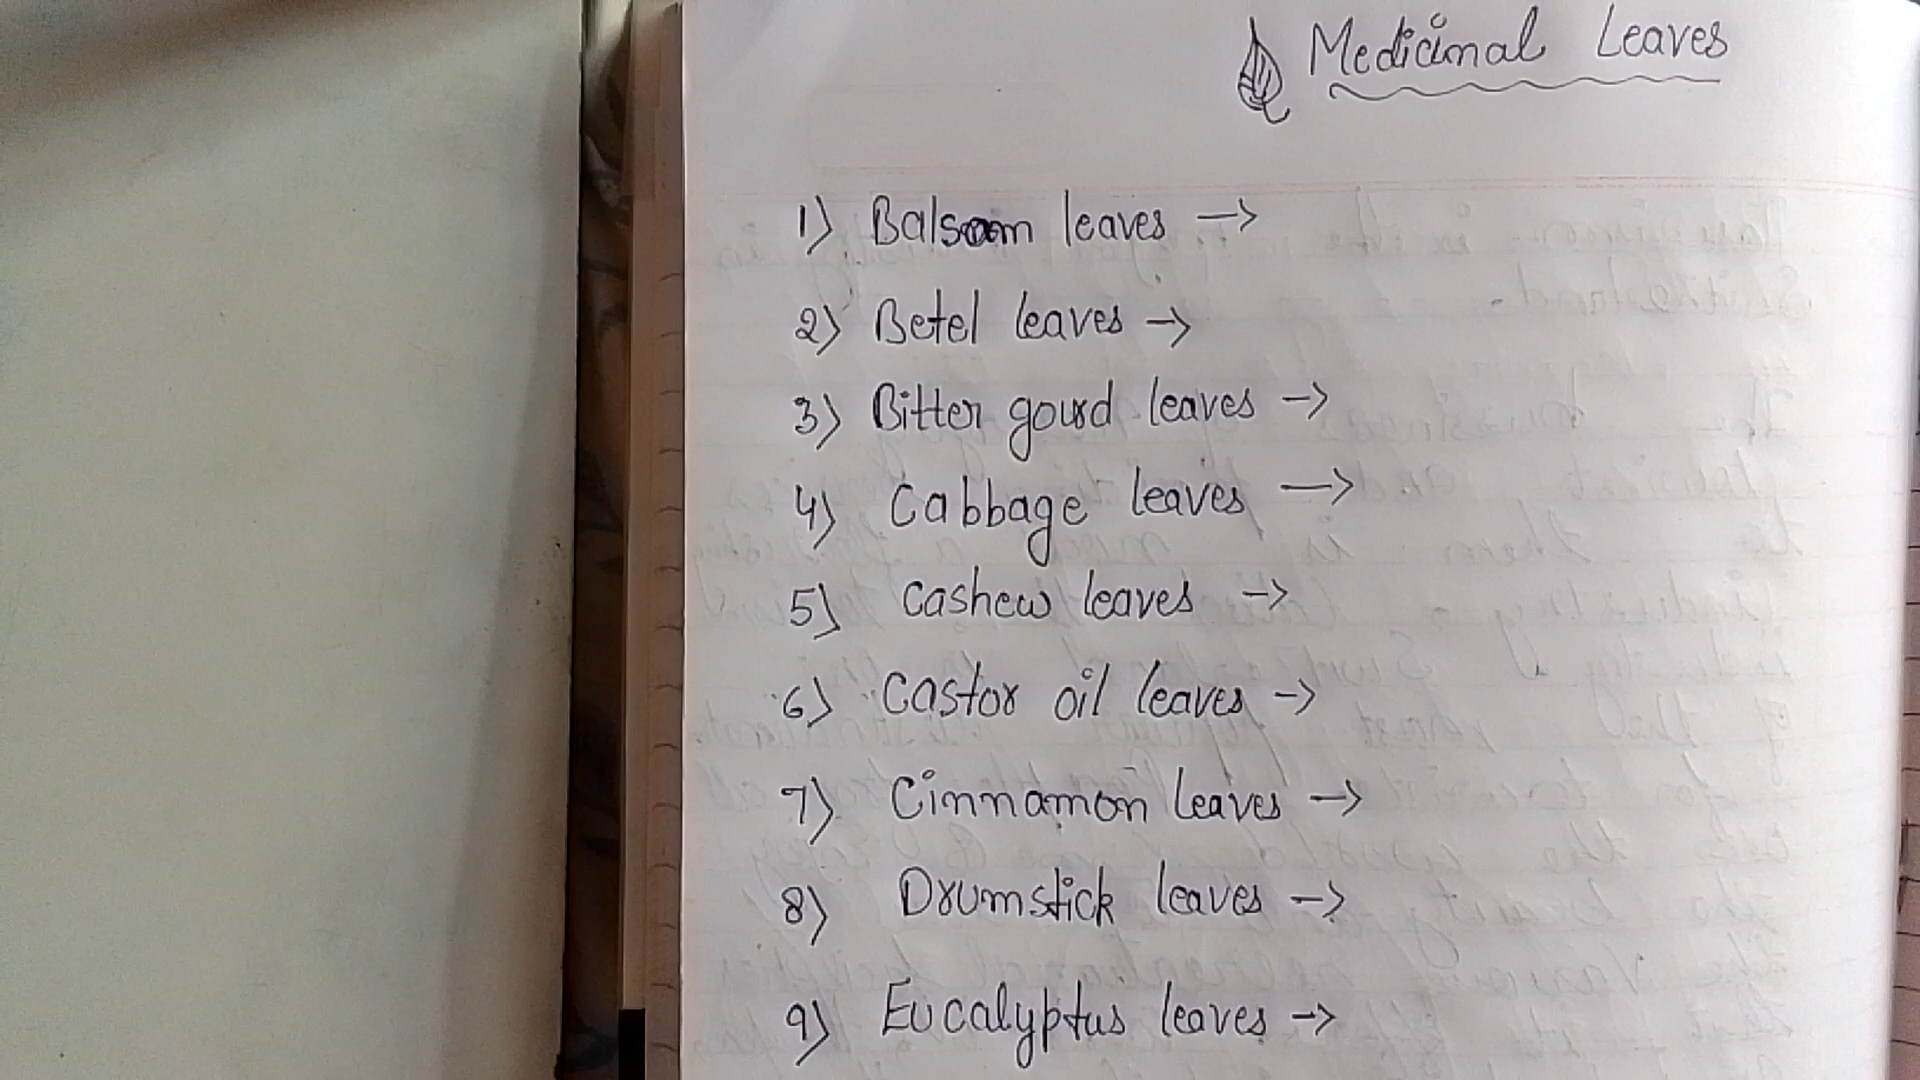 Medicinal Leaves
1) Balsam leaves →
2) Betel leaves →
3) Bitter gourd leaves →
4) Cabbage leaves →
5) Cashew leaves →
6) Castor oil leaves →
7) Cinnamon leaves →
8) Drumstick leaves →
9) Eucalyptus leaves →